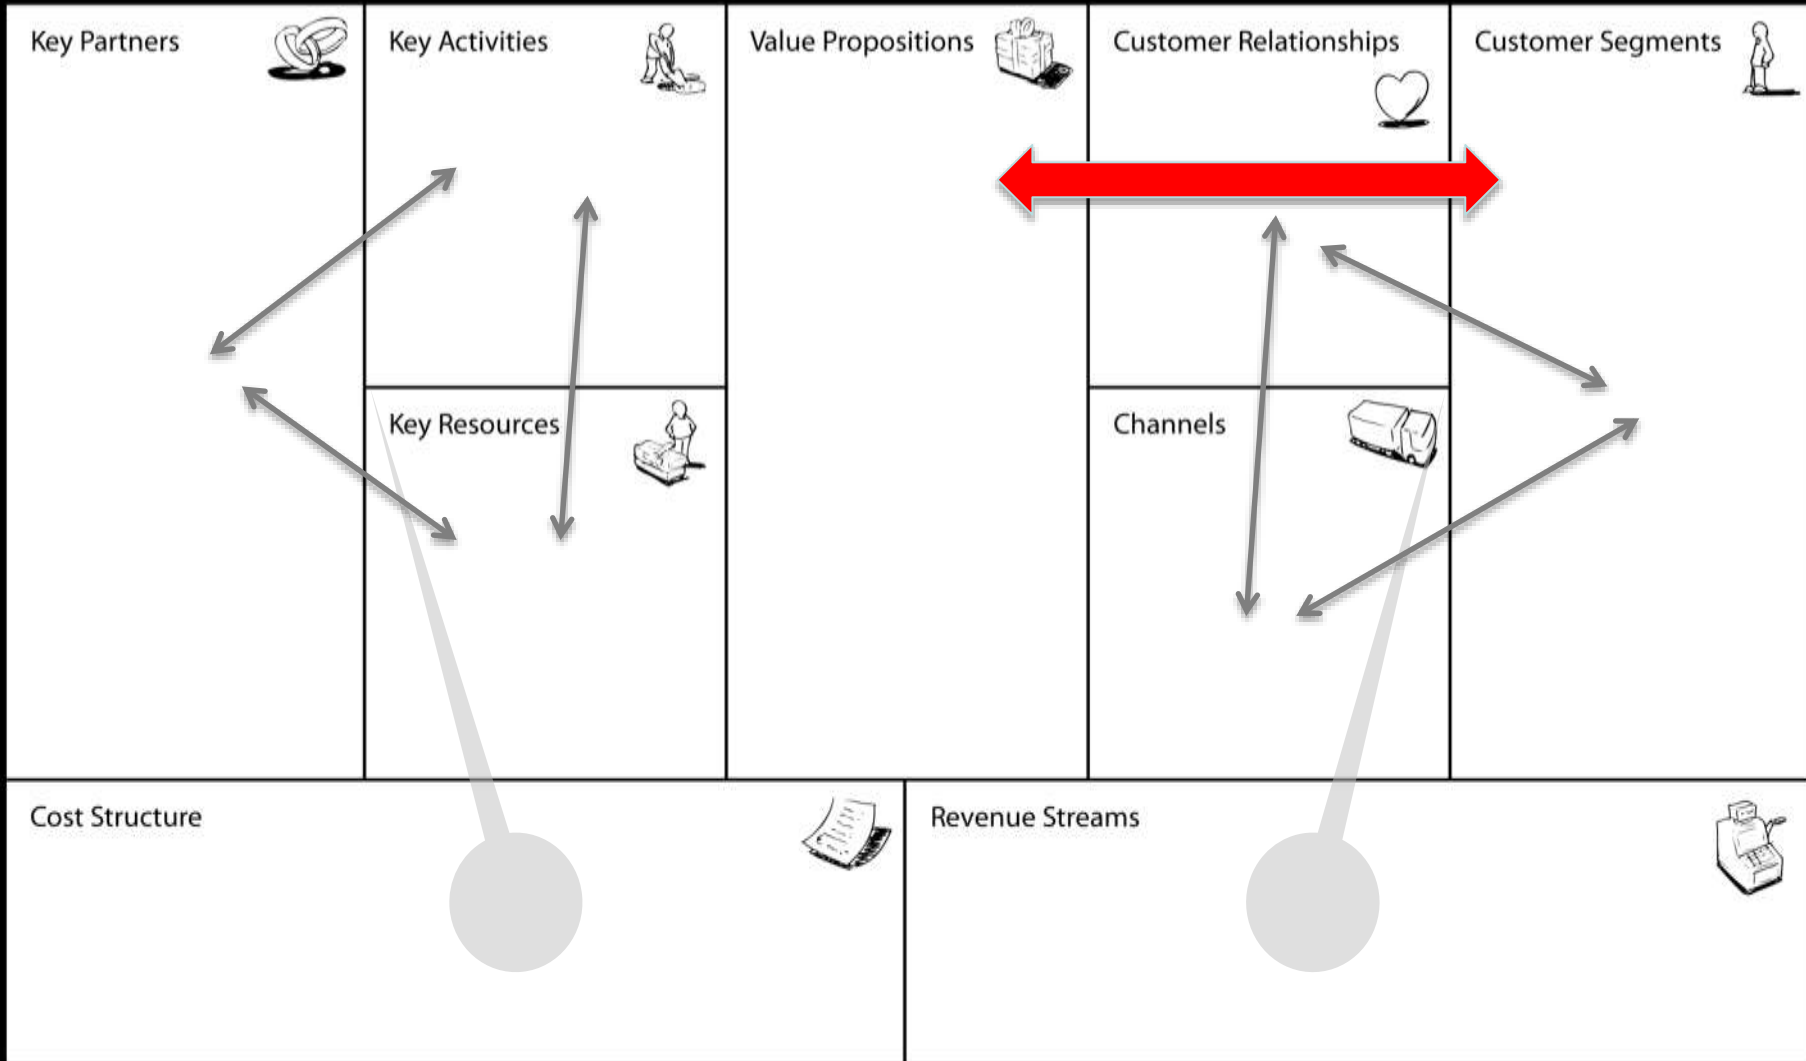 Key Partners
Key Activities
Value Propositions
Customer Relationships
Customer Segments
Key Resources
Channels
Cost Structure
Revenue Streams